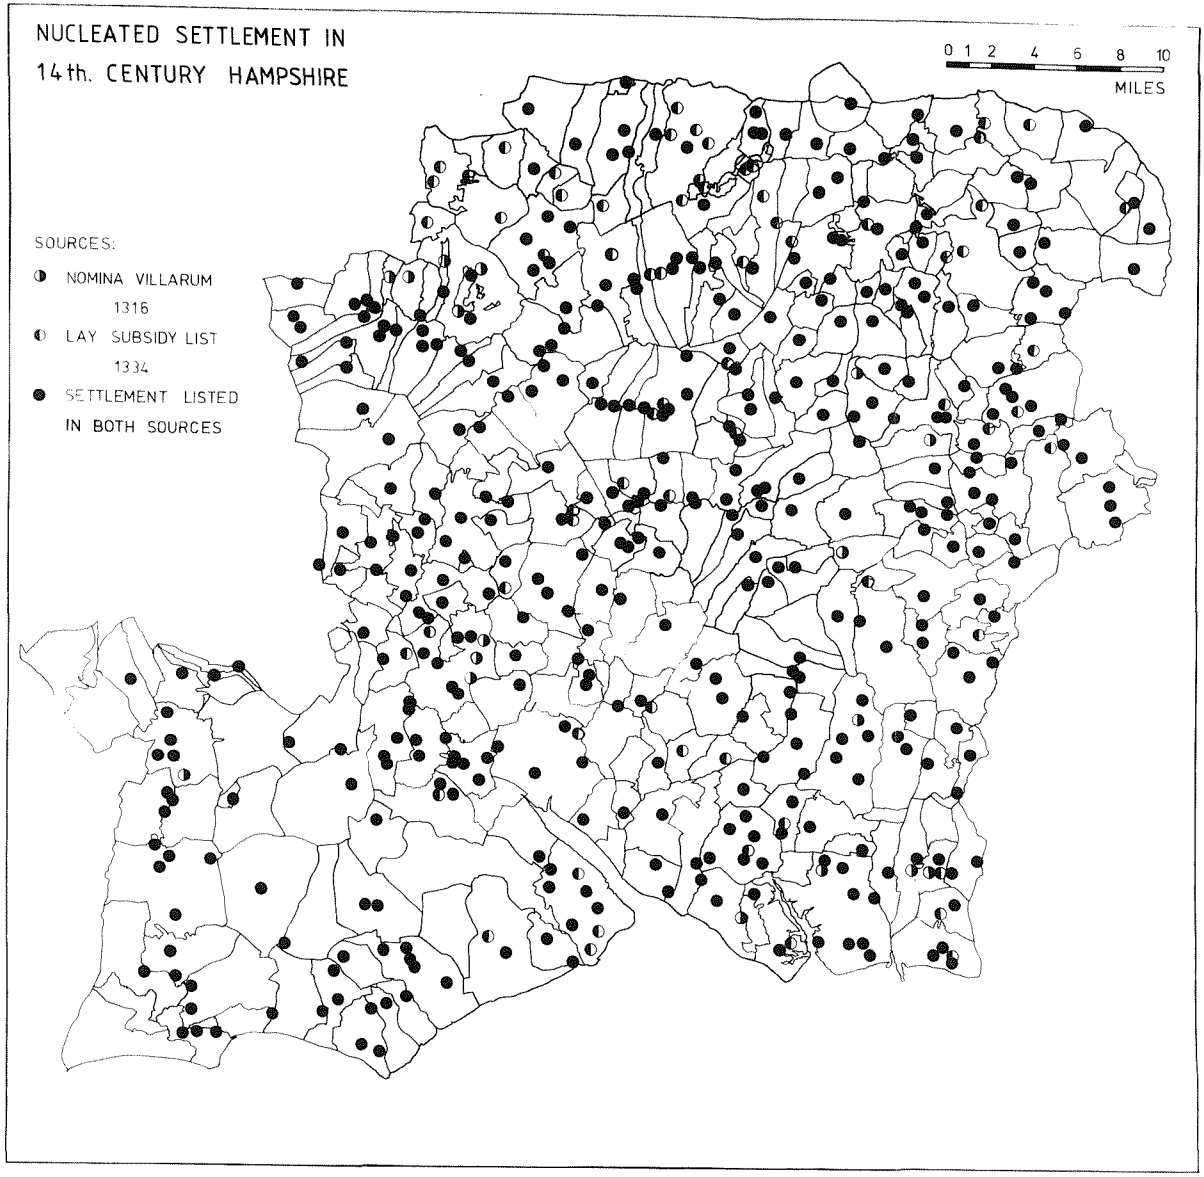 NUCLEATED SETTLEMENT IN
14th. CENTURY HAMPSHIRE
0 1 2 4 6 8 10
MILES
SOURCES:
NOMINA VILLARUM
1316
LAY SUBSIDY LIST
1334
SETTLEMENT LISTED
IN BOTH SOURCES